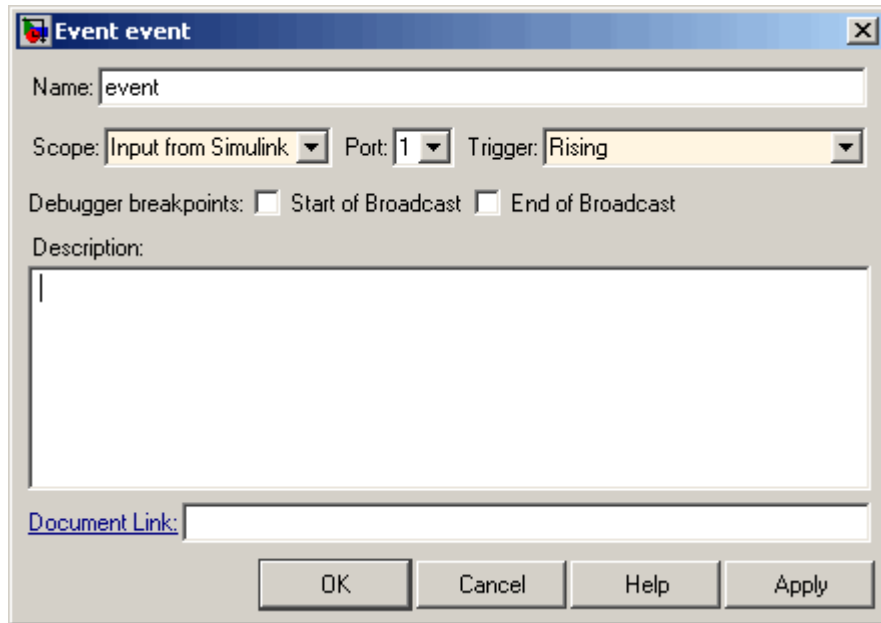 Event event
Name: event
Scope: Input from Simulink Port: 1 Trigger: Rising
Debugger breakpoints: Start of Broadcast End of Broadcast
Description:
Document Link:
OK Cancel Help Apply